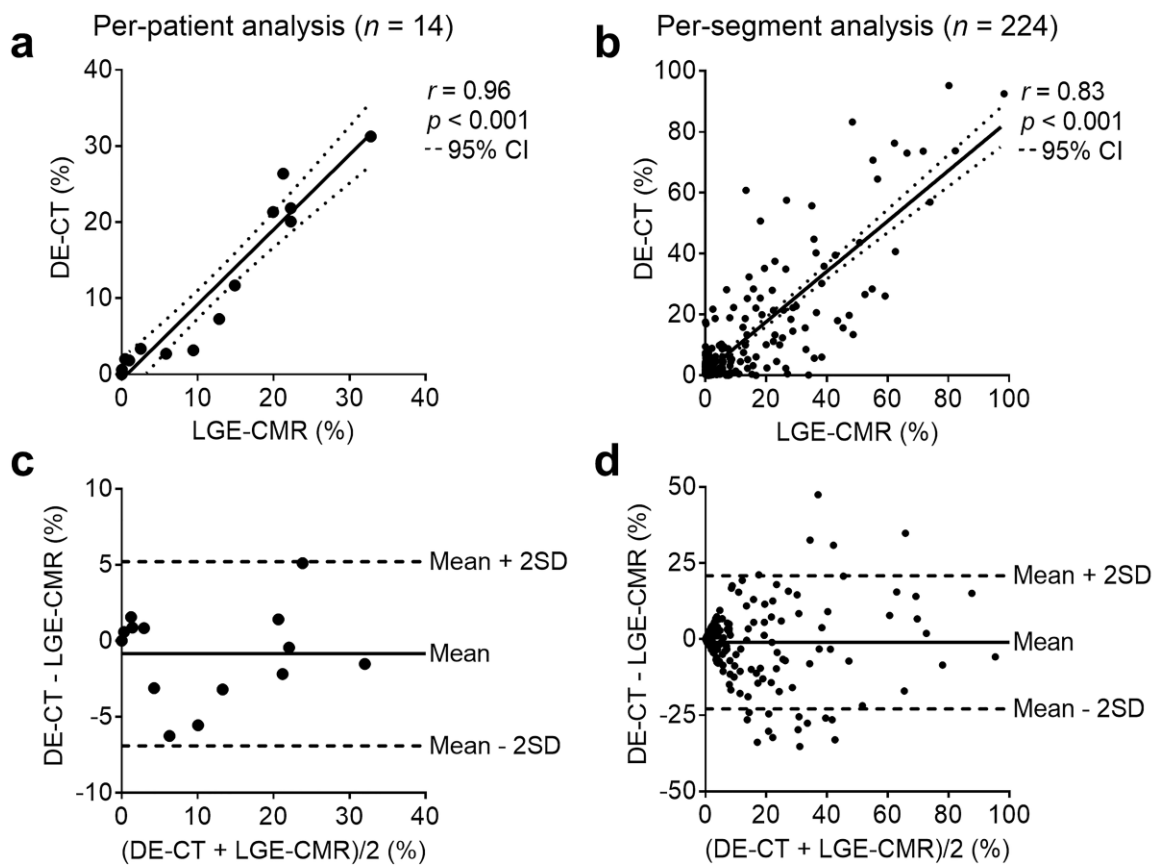 Per-patient analysis (n = 14)
a
40
30
20
10
0
0
10
20
30
40
DE-CT (%)
LGE-CMR (%)
r = 0.96
p < 0.001
-- 95% CI
Per-segment analysis (n = 224)
b
100
80
60
40
20
0
0
20
40
60
80
100
DE-CT (%)
LGE-CMR (%)
r = 0.83
p < 0.001
-- 95% CI
c
10
5
0
-5
-10
0
10
20
30
40
DE-CT - LGE-CMR (%)
(DE-CT + LGE-CMR)/2 (%)
Mean + 2SD
Mean
Mean - 2SD
d
50
25
0
-25
-50
0
20
40
60
80
100
DE-CT - LGE-CMR (%)
(DE-CT + LGE-CMR)/2 (%)
Mean + 2SD
Mean
Mean - 2SD